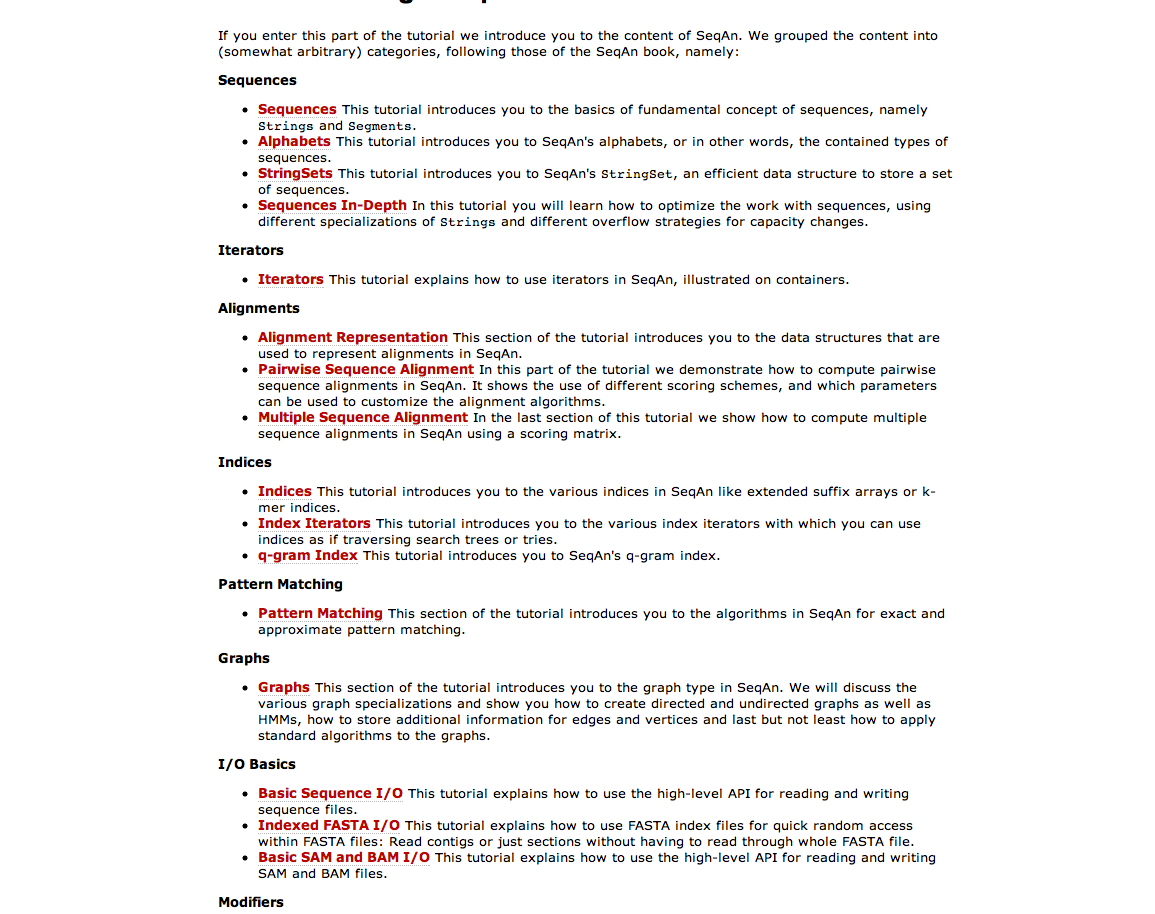 If you enter this part of the tutorial we introduce you to the content of SeqAn. We grouped the content into
(somewhat arbitrary) categories, following those of the SeqAn book, namely:
Sequences
• Sequences This tutorial introduces you to the basics of fundamental concept of sequences, namely
Strings and Segments.
• Alphabets This tutorial introduces you to SeqAn's alphabets, or in other words, the contained types of
sequences.
• StringSets This tutorial introduces you to SeqAn's StringSet, an efficient data structure to store a set
of sequences.
• Sequences In-Depth In this tutorial you will learn how to optimize the work with sequences, using
different specializations of Strings and different overflow strategies for capacity changes.
Iterators
• Iterators This tutorial explains how to use iterators in SeqAn, illustrated on containers.
Alignments
• Alignment Representation This section of the tutorial introduces you to the data structures that are
used to represent alignments in SeqAn.
• Pairwise Sequence Alignment In this part of the tutorial we demonstrate how to compute pairwise
sequence alignments in SeqAn. It shows the use of different scoring schemes, and which parameters
can be used to customize the alignment algorithms.
• Multiple Sequence Alignment In the last section of this tutorial we show how to compute multiple
sequence alignments in SeqAn using a scoring matrix.
Indices
• Indices This tutorial introduces you to the various indices in SeqAn like extended suffix arrays or k-
mer indices.
• Index Iterators This tutorial introduces you to the various index iterators with which you can use
indices as if traversing search trees or tries.
• q-gram Index This tutorial introduces you to SeqAn's q-gram index.
Pattern Matching
• Pattern Matching This section of the tutorial introduces you to the algorithms in SeqAn for exact and
approximate pattern matching.
Graphs
• Graphs This section of the tutorial introduces you to the graph type in SeqAn. We will discuss the
various graph specializations and show you how to create directed and undirected graphs as well as
HMMs, how to store additional information for edges and vertices and last but not least how to apply
standard algorithms to the graphs.
I/O Basics
• Basic Sequence I/O This tutorial explains how to use the high-level API for reading and writing
sequence files.
• Indexed FASTA I/O This tutorial explains how to use FASTA index files for quick random access
within FASTA files: Read contigs or just sections without having to read through whole FASTA file.
• Basic SAM and BAM I/O This tutorial explains how to use the high-level API for reading and writing
SAM and BAM files.
Modifiers